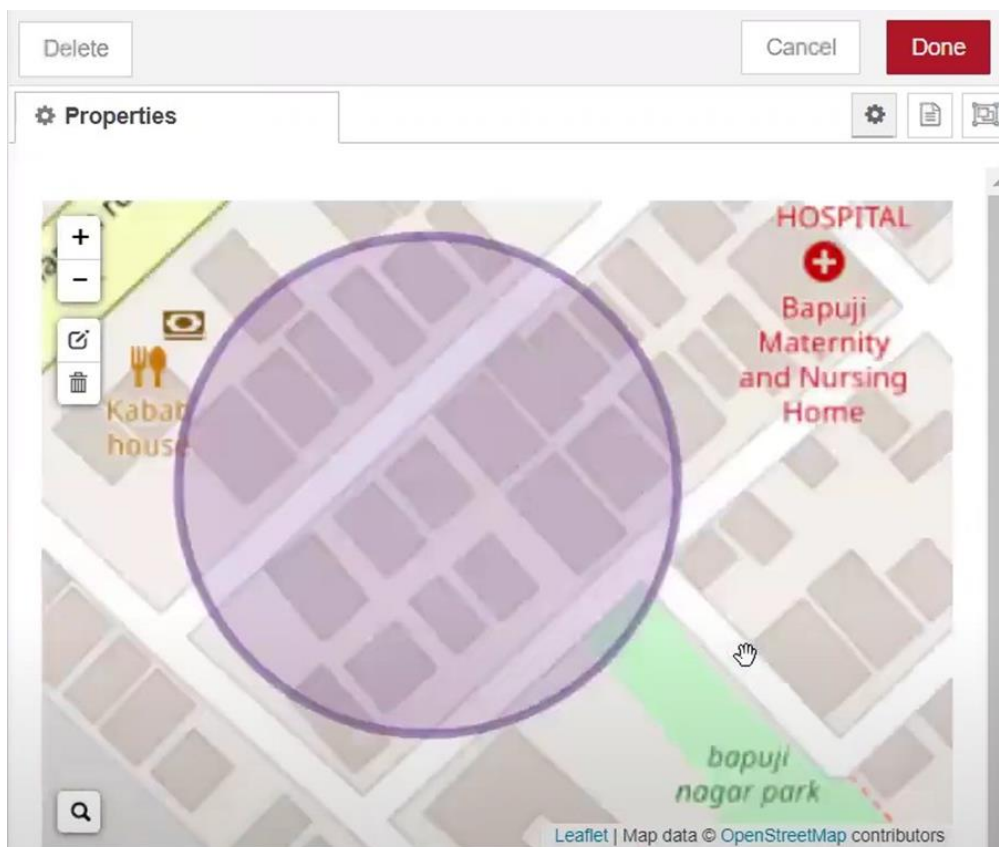 Delete
Cancel
Done
Properties
+
−
HOSPITAL
Bapuji
Maternity
and Nursing
Home
Kabab
house
bapuji
nagar park
Leaflet | Map data © OpenStreetMap contributors